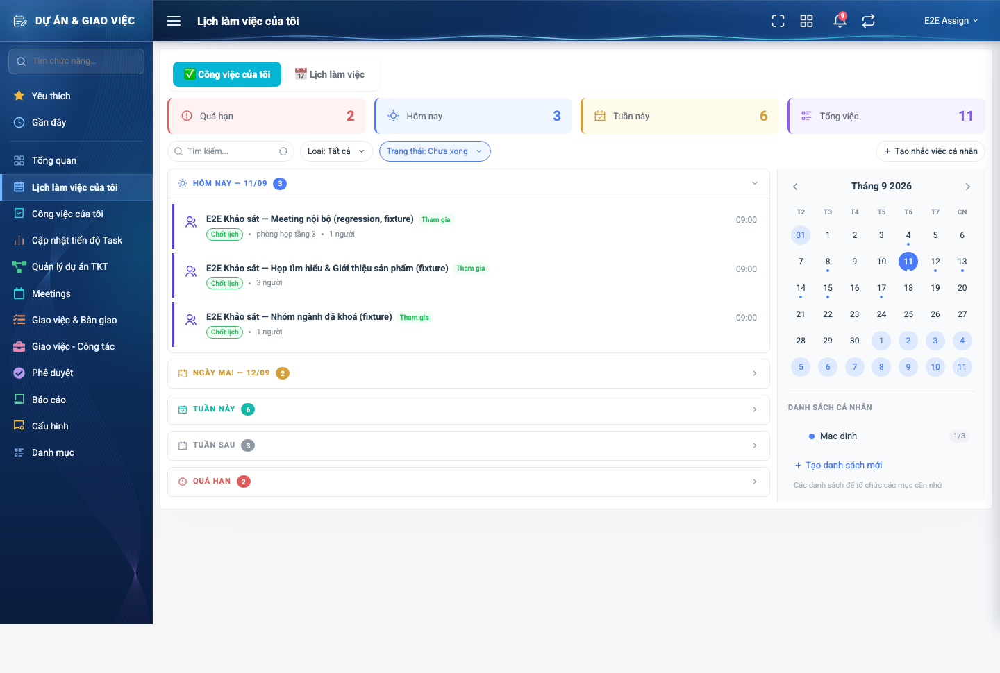 DỰ ÁN & GIAO VIỆC
Lịch làm việc của tôi
9
E2E Assign
Tìm chức năng...
Yêu thích
Gần đây
Tổng quan
Lịch làm việc của tôi
Công việc của tôi
Cập nhật tiến độ Task
Quản lý dự án TKT
Meetings
Giao việc & Bàn giao
Giao việc - Công tác
Phê duyệt
Báo cáo
Cấu hình
Danh mục
Công việc của tôi
Lịch làm việc
Quá hạn 2
Hôm nay 3
Tuần này 6
Tổng việc 11
Tìm kiếm...
Loại: Tất cả
Trạng thái: Chưa xong
+ Tạo nhắc việc cá nhân
HÔM NAY — 11/09 3
E2E Khảo sát — Meeting nội bộ (regression, fixture) Tham gia 09:00
Chốt lịch • phòng họp tầng 3 • 1 người
E2E Khảo sát — Họp tìm hiểu & Giới thiệu sản phẩm (fixture) Tham gia 09:00
Chốt lịch • 3 người
E2E Khảo sát — Nhóm ngành đã khoá (fixture) Tham gia 09:00
Chốt lịch • 1 người
NGÀY MAI — 12/09 2
TUẦN NÀY 6
TUẦN SAU 3
QUÁ HẠN 2
Tháng 9 2026
T2 T3 T4 T5 T6 T7 CN
31 1 2 3 4 5 6
7 8 9 10 11 12 13
14 15 16 17 18 19 20
21 22 23 24 25 26 27
28 29 30 1 2 3 4
5 6 7 8 9 10 11
DANH SÁCH CÁ NHÂN
Mac dinh 1/3
+ Tạo danh sách mới
Các danh sách để tổ chức các mục cần nhớ